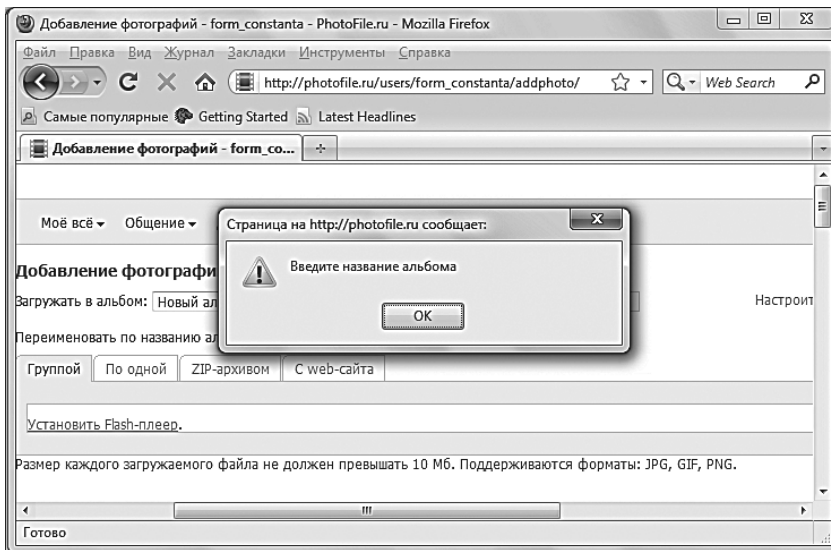 Добавление фотографий - form_constanta - PhotoFile.ru - Mozilla Firefox
Файл Правка Вид Журнал Закладки Инструменты Справка
http://photofile.ru/users/form_constanta/addphoto/ Web Search
Самые популярные Getting Started Latest Headlines
Добавление фотографий - form_co...
Моё всё Общение
Страница на http://photofile.ru сообщает:
Введите название альбома
OK
Добавление фотографи
Загружать в альбом: Новый ал Настроит
Переименовать по названию ал
Группой По одной ZIP-архивом С web-сайта
Установить Flash-плеер.
Размер каждого загружаемого файла не должен превышать 10 Мб. Поддерживаются форматы: JPG, GIF, PNG.
Готово